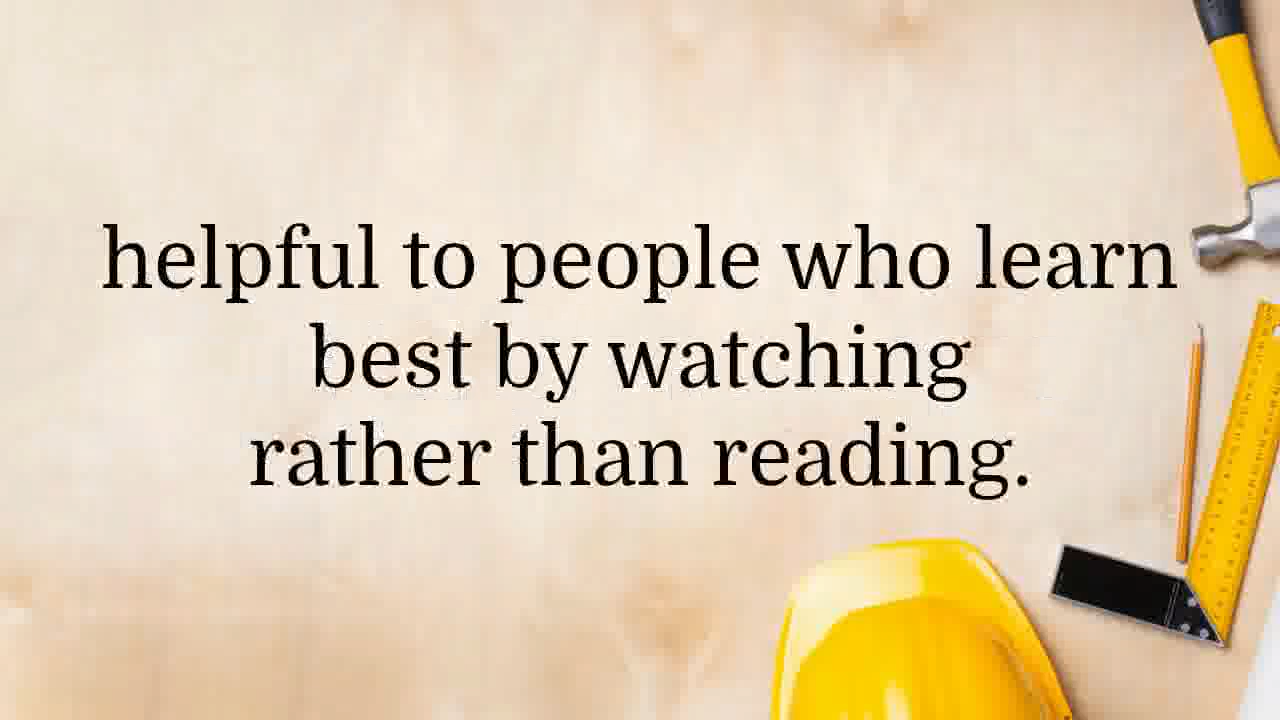 helpful to people who learn
best by watching
rather than reading.